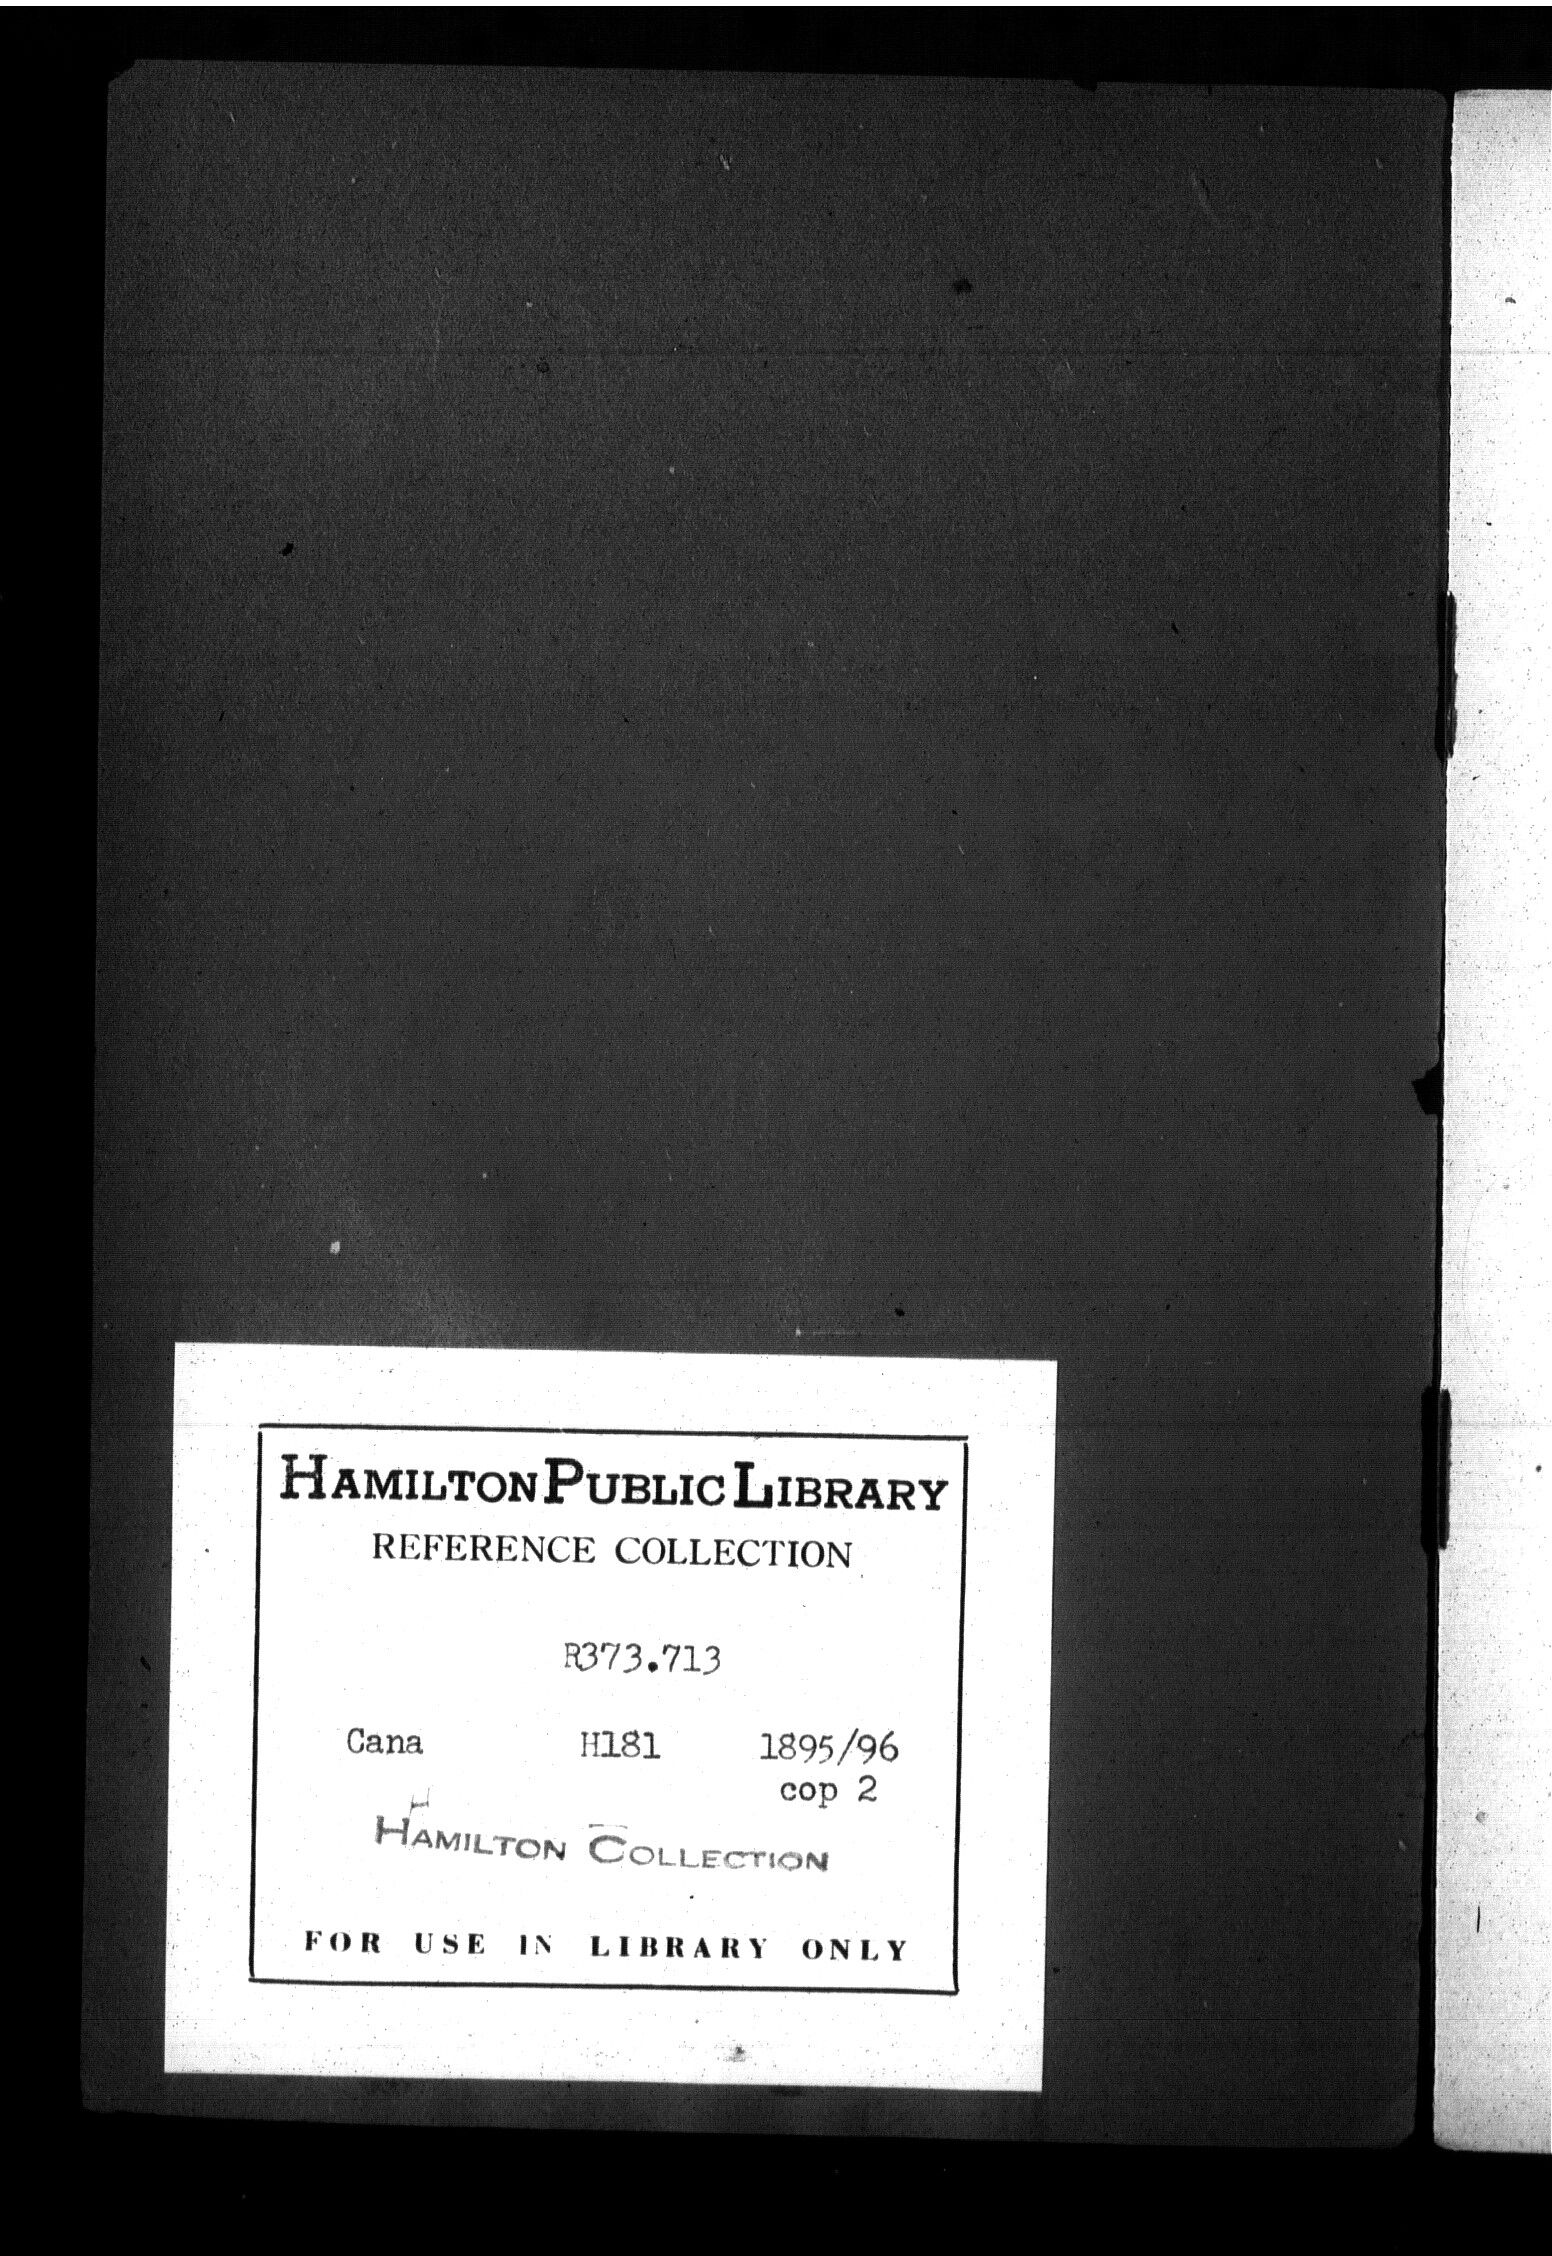 HAMILTON PUBLIC LIBRARY
REFERENCE COLLECTION
R373.713
Cana H181 1895/96
cop 2
HAMILTON COLLECTION
FOR USE IN LIBRARY ONLY